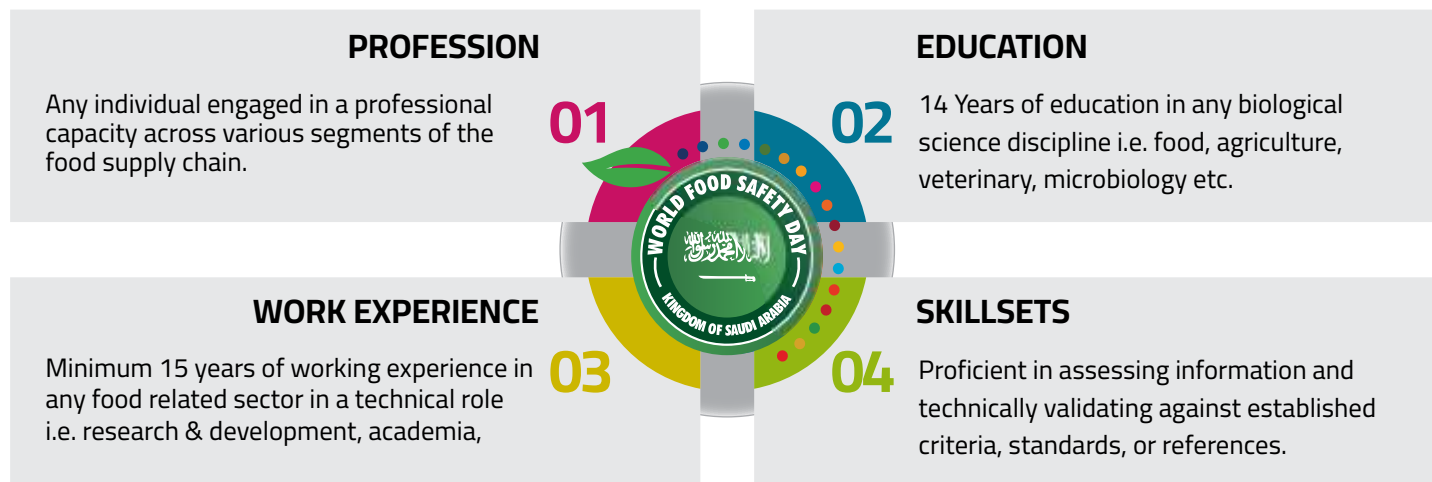 PROFESSION
Any individual engaged in a professional
capacity across various segments of the
food supply chain.
01
EDUCATION
02
14 Years of education in any biological
science discipline i.e. food, agriculture,
veterinary, microbiology etc.
WORLD FOOD SAFETY DAY
KINGDOM OF SAUDI ARABIA
WORK EXPERIENCE
Minimum 15 years of working experience in
any food related sector in a technical role
i.e. research & development, academia,
03
SKILLSETS
04
Proficient in assessing information and
technically validating against established
criteria, standards, or references.